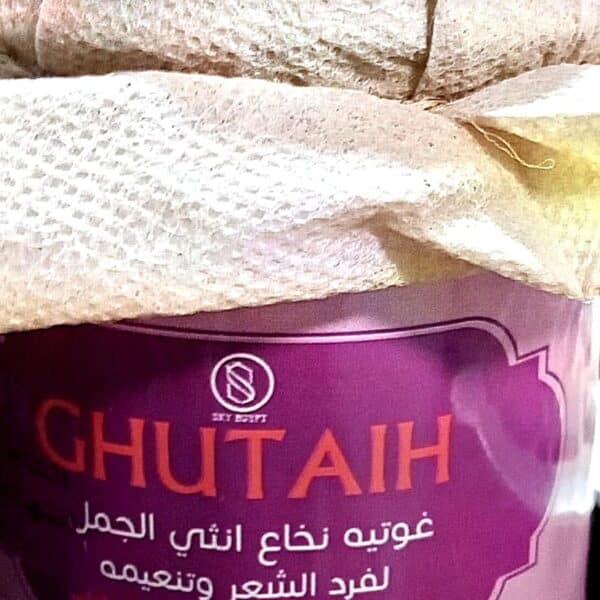 SKY EGYPT
GHUTAIH
غوتيه نخاع انثي الجمل
لفرد الشعر وتنعيمه